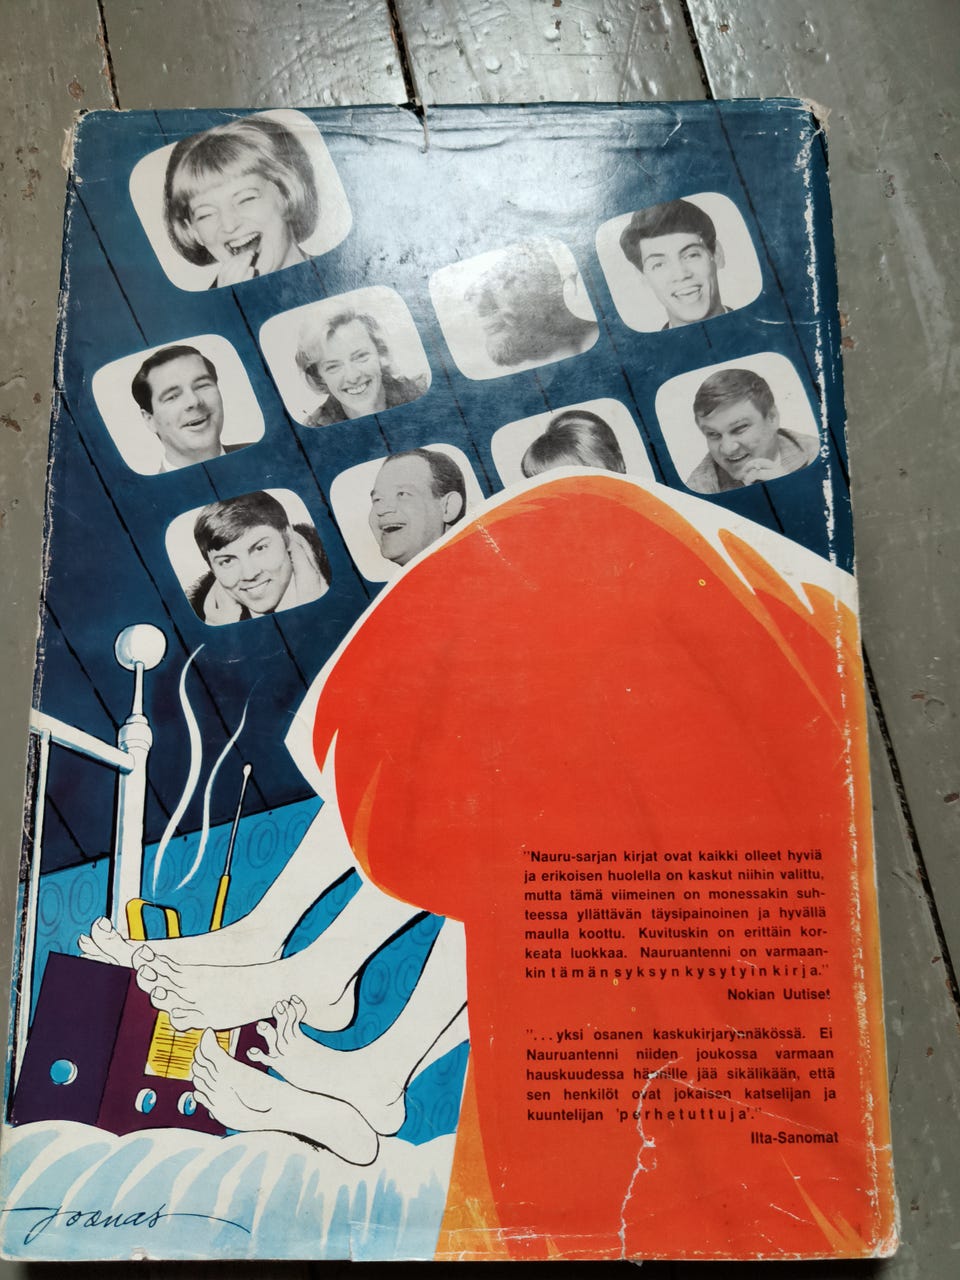 "Nauru-sarjan kirjat ovat kaikki olleet hyviä
ja erikoisen huolella on kaskut niihin valittu,
mutta tämä viimeinen on monessakin suh-
teessa yllättävän täysipainoinen ja hyvällä
maulla koottu. Kuvituskin on erittäin kor-
keata luokkaa. Nauruantenni on varmaan-
kin tämän syksyn kysytyin kirja."
Nokian Uutiset
"...yksi osanen kaskukirjarynnäkössä. Ei
Nauruantenni niiden joukossa varmaan
hauskuudessa hännille jää sikälikään, että
sen henkilöt ovat jokaisen katselijan ja
kuuntelijan 'perhetuttuja'."
Ilta-Sanomat
Joonas